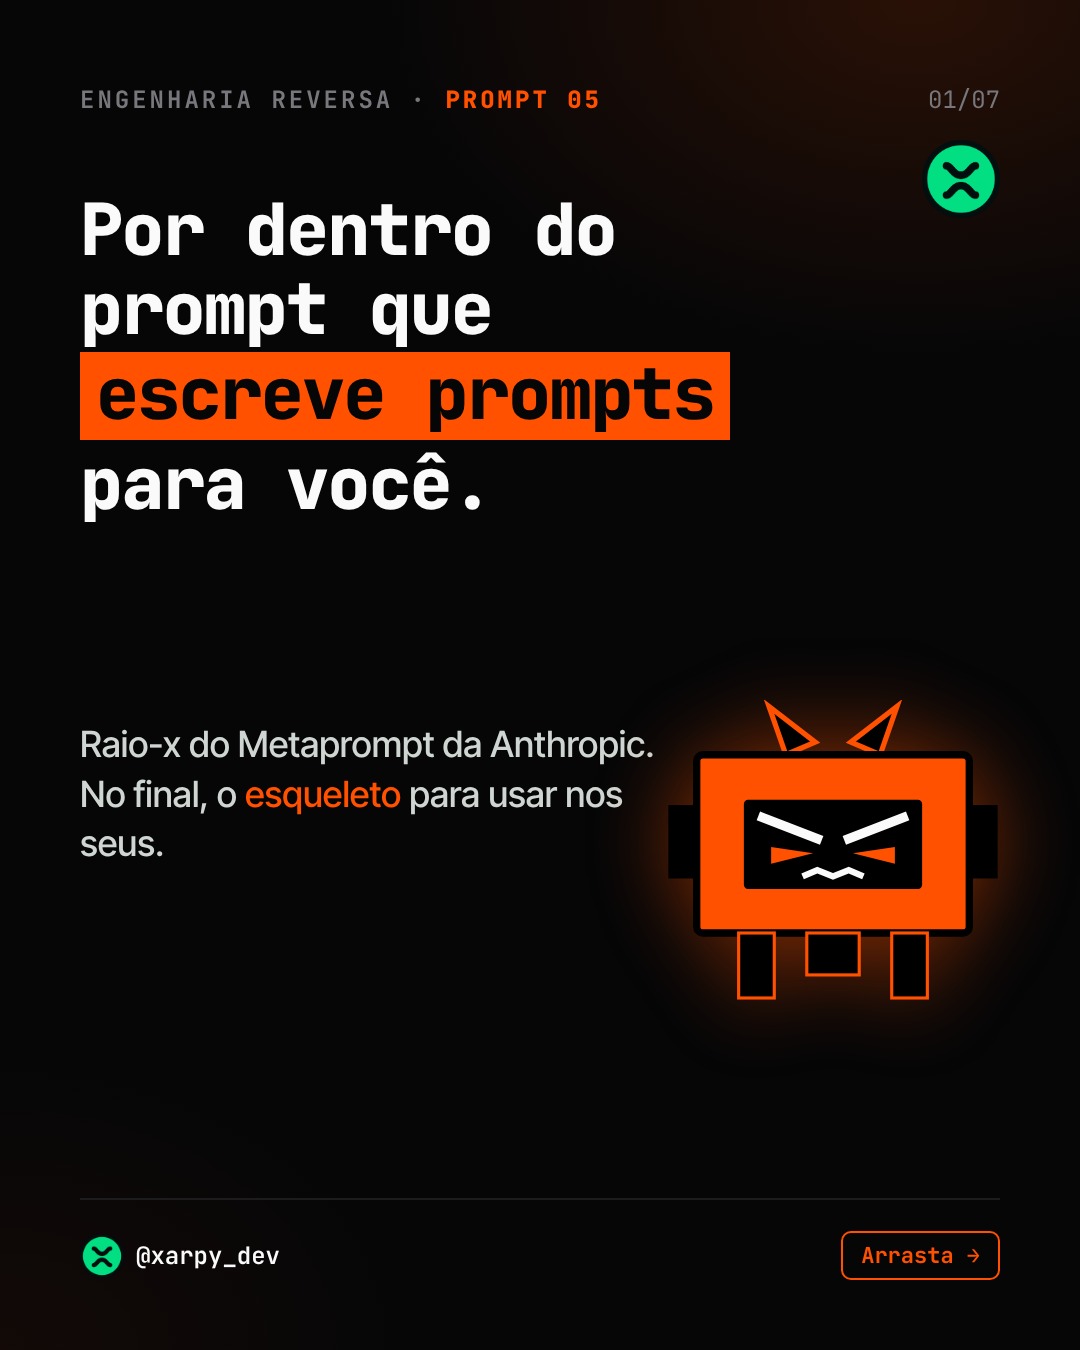 ENGENHARIA REVERSA · PROMPT 05
01/07
Por dentro do
prompt que
escreve prompts
para você.
Raio-x do Metaprompt da Anthropic.
No final, o esqueleto para usar nos
seus.
@xarpy_dev
Arrasta →